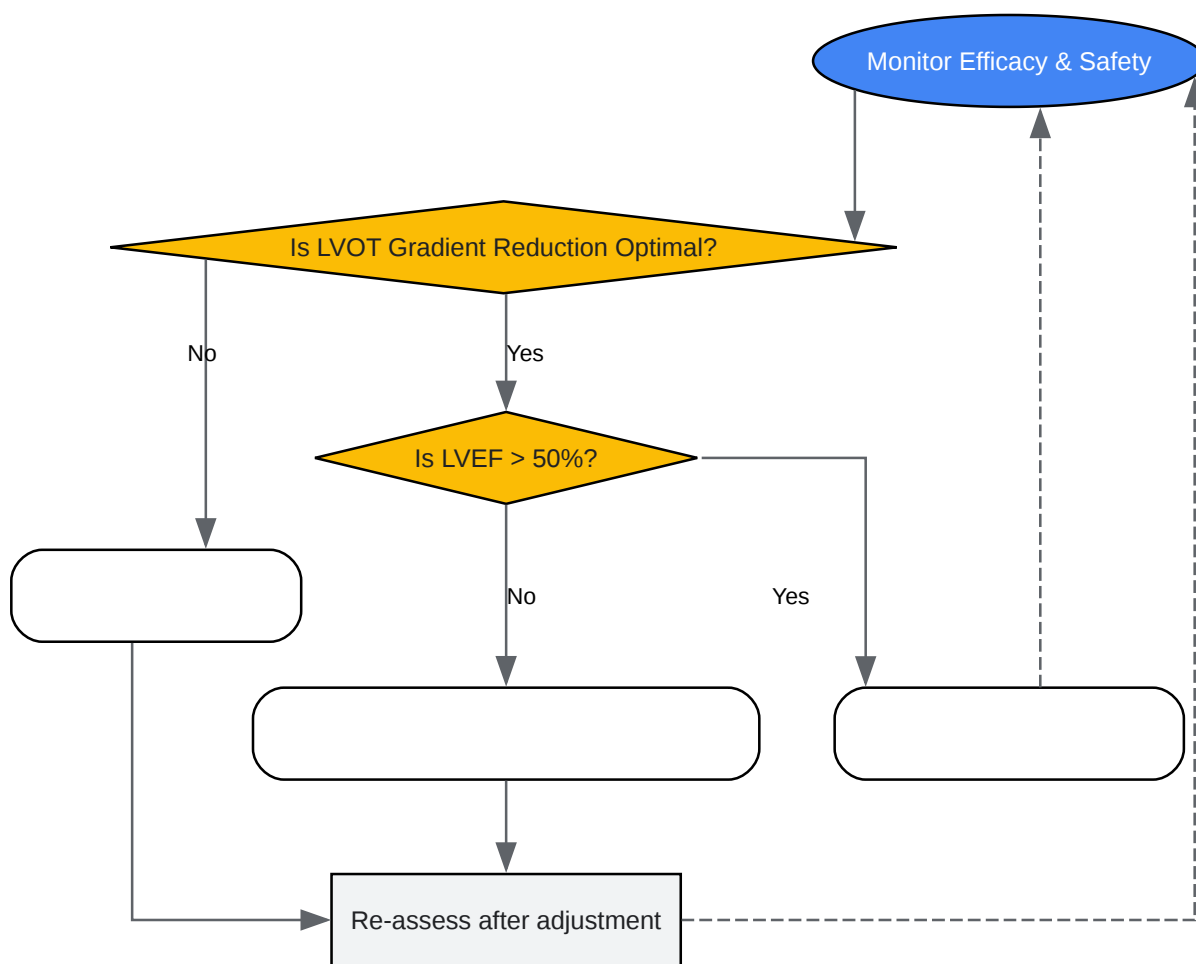 Monitor Efficacy & Safety
Is LVOT Gradient Reduction Optimal?
No
Yes
Is LVEF > 50%?
No
Yes
Re-assess after adjustment